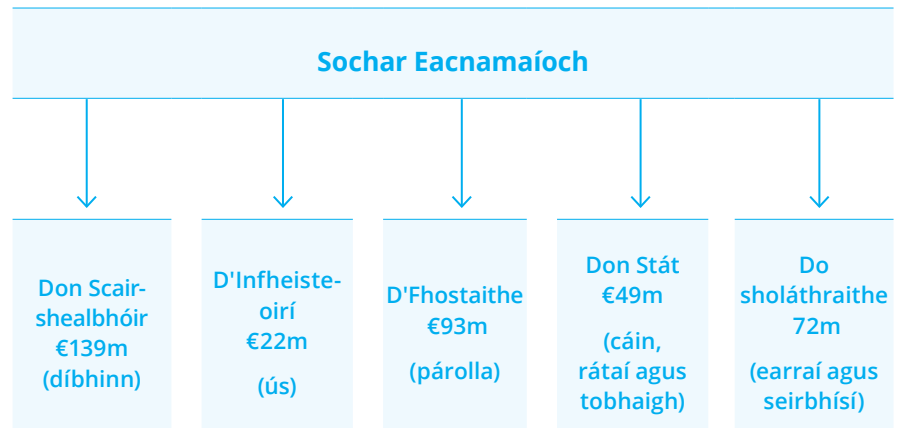 Sochar Eacnamaíoch
Don Scair-
shealbhóir
€139m
(díbhinn)
D'Infheiste-
oirí
€22m
(ús)
D'Fhostaithe
€93m
(párolla)
Don Stát
€49m
(cáin,
rátaí agus
tobhaigh)
Do
sholáthraithe
72m
(earraí agus
seirbhísí)